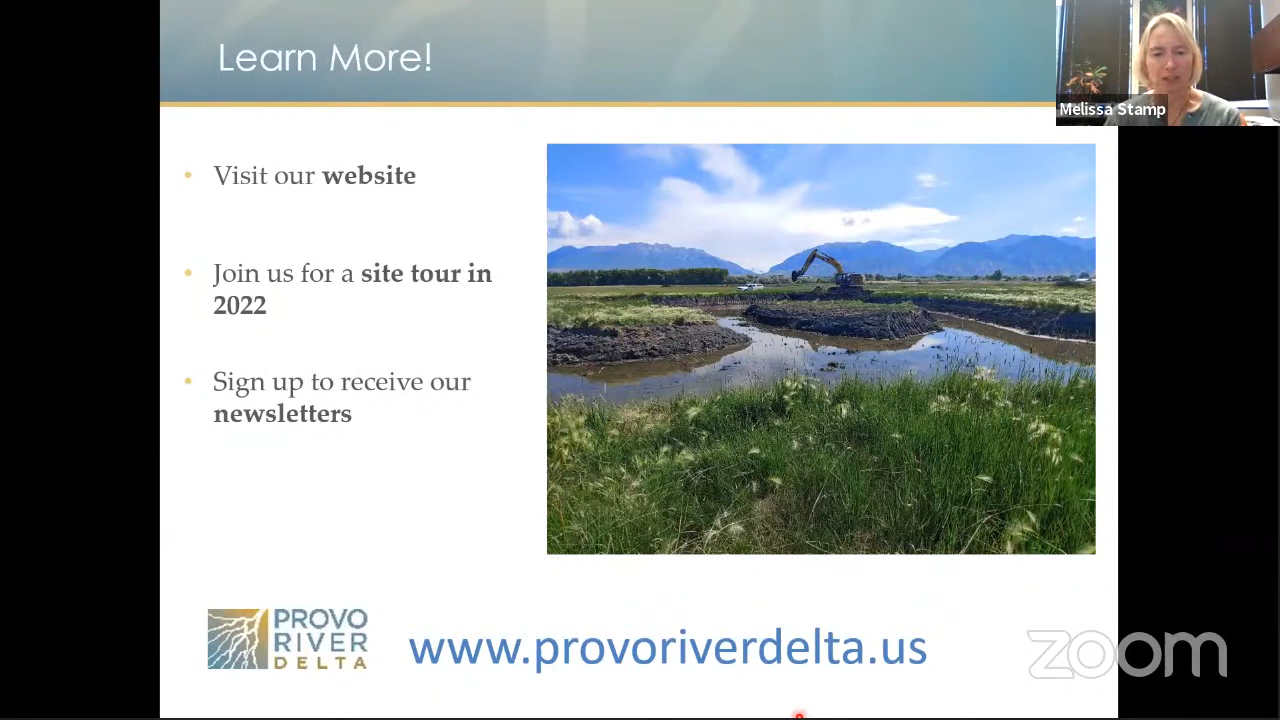 Learn More!
Melissa Stamp
• Visit our website
• Join us for a site tour in
2022
• Sign up to receive our
newsletters
PROVO
RIVER
DELTA
www.provoriverdelta.us
zoom